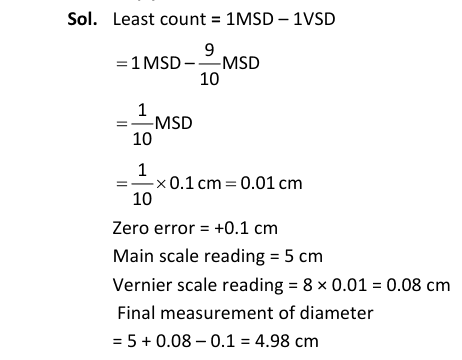 Sol. Least count = 1MSD – 1VSD
= 1 MSD – 9/10 MSD
= 1/10 MSD
= 1/10 × 0.1 cm = 0.01 cm
Zero error = +0.1 cm
Main scale reading = 5 cm
Vernier scale reading = 8 × 0.01 = 0.08 cm
Final measurement of diameter
= 5 + 0.08 – 0.1 = 4.98 cm